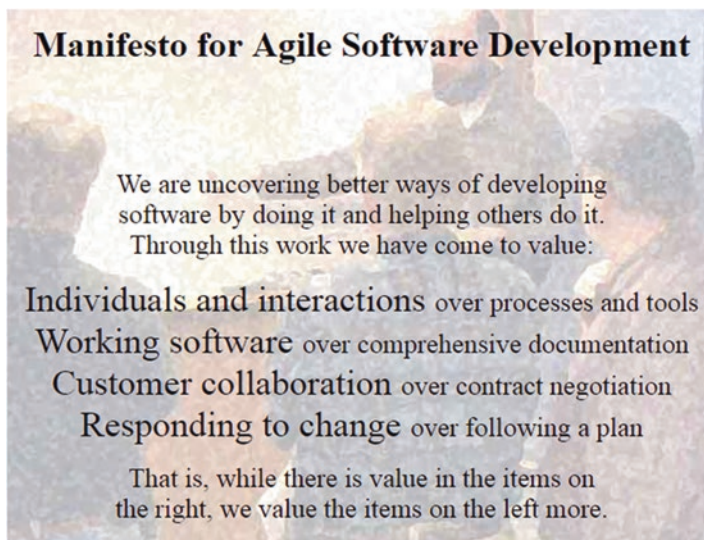 Manifesto for Agile Software Development
We are uncovering better ways of developing
software by doing it and helping others do it.
Through this work we have come to value:
Individuals and interactions over processes and tools
Working software over comprehensive documentation
Customer collaboration over contract negotiation
Responding to change over following a plan
That is, while there is value in the items on
the right, we value the items on the left more.